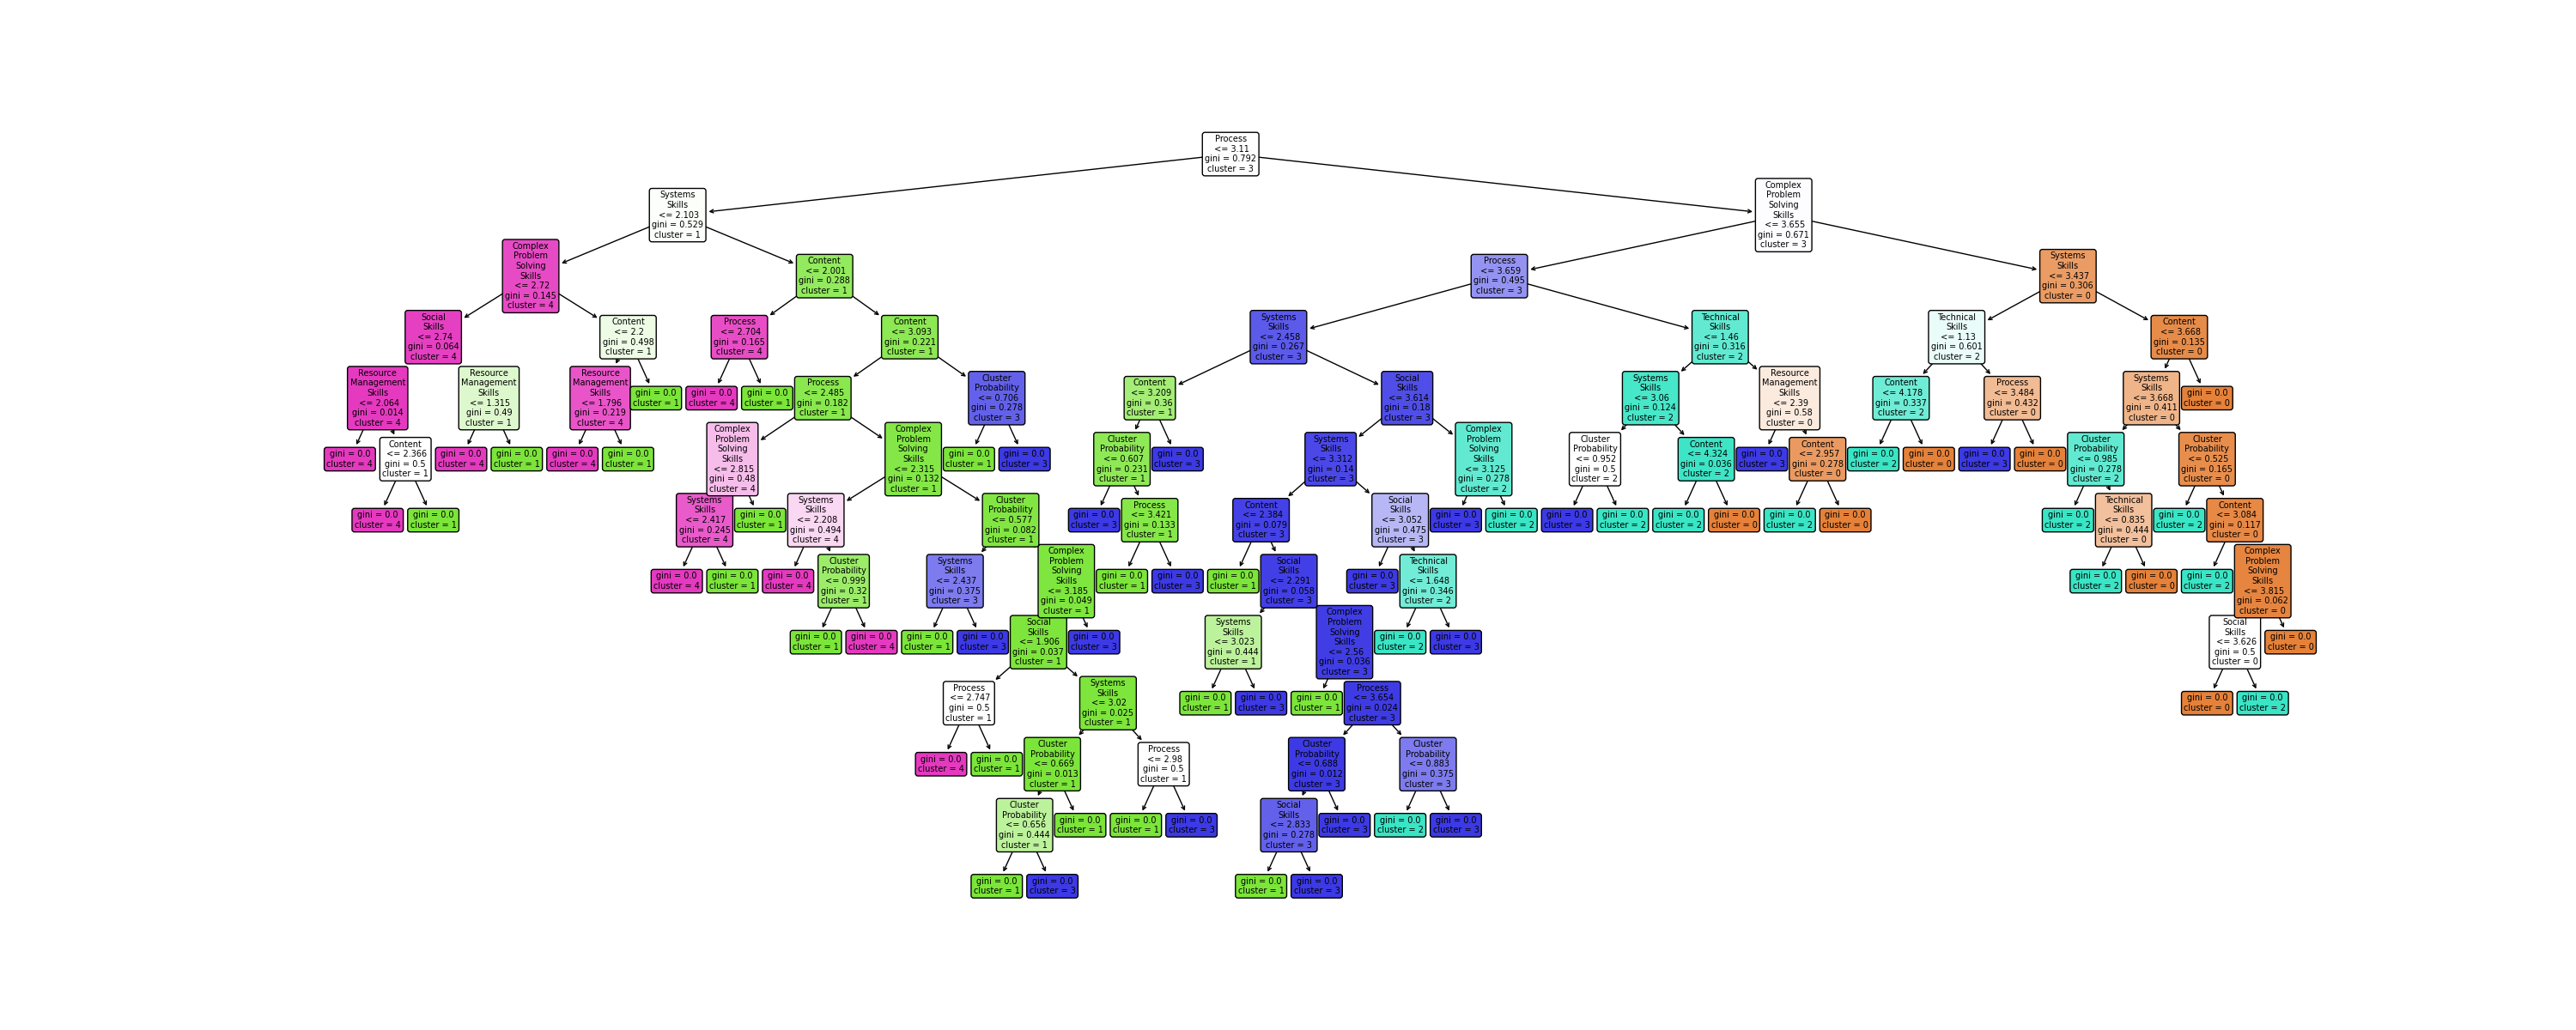 Process
<= 3.11
gini = 0.792
cluster = 3
Systems
Skills
<= 2.103
gini = 0.529
cluster = 1
Complex
Problem
Solving
Skills
<= 3.655
gini = 0.671
cluster = 3
Complex
Problem
Solving
Skills
<= 2.72
gini = 0.145
cluster = 4
Content
<= 2.001
gini = 0.288
cluster = 1
Process
<= 3.659
gini = 0.495
cluster = 3
Systems
Skills
<= 3.437
gini = 0.306
cluster = 0
Social
Skills
<= 2.74
gini = 0.064
cluster = 4
Content
<= 2.2
gini = 0.498
cluster = 1
Process
<= 2.704
gini = 0.165
cluster = 4
Content
<= 3.093
gini = 0.221
cluster = 1
Systems
Skills
<= 2.458
gini = 0.267
cluster = 3
Technical
Skills
<= 1.46
gini = 0.316
cluster = 2
Technical
Skills
<= 1.13
gini = 0.601
cluster = 2
Content
<= 3.668
gini = 0.135
cluster = 0
Resource
Management
Skills
<= 2.064
gini = 0.014
cluster = 4
Resource
Management
Skills
<= 1.315
gini = 0.49
cluster = 1
Resource
Management
Skills
<= 1.796
gini = 0.219
cluster = 4
gini = 0.0
cluster = 1
gini = 0.0
cluster = 4
gini = 0.0
cluster = 1
Process
<= 2.485
gini = 0.182
cluster = 1
Cluster
Probability
<= 0.706
gini = 0.278
cluster = 3
Content
<= 3.209
gini = 0.36
cluster = 1
Social
Skills
<= 3.614
gini = 0.18
cluster = 3
Systems
Skills
<= 3.06
gini = 0.124
cluster = 2
Resource
Management
Skills
<= 2.39
gini = 0.58
cluster = 0
Content
<= 4.178
gini = 0.337
cluster = 2
Process
<= 3.484
gini = 0.432
cluster = 0
Systems
Skills
<= 3.668
gini = 0.411
cluster = 0
gini = 0.0
cluster = 0
gini = 0.0
cluster = 4
Content
<= 2.366
gini = 0.5
cluster = 1
gini = 0.0
cluster = 4
gini = 0.0
cluster = 1
gini = 0.0
cluster = 4
gini = 0.0
cluster = 1
Complex
Problem
Solving
Skills
<= 2.815
gini = 0.48
cluster = 4
Complex
Problem
Solving
Skills
<= 2.315
gini = 0.132
cluster = 1
gini = 0.0
cluster = 1
gini = 0.0
cluster = 3
Cluster
Probability
<= 0.607
gini = 0.231
cluster = 1
gini = 0.0
cluster = 3
Systems
Skills
<= 3.312
gini = 0.14
cluster = 3
Complex
Problem
Solving
Skills
<= 3.125
gini = 0.278
cluster = 2
Cluster
Probability
<= 0.952
gini = 0.5
cluster = 2
Content
<= 4.324
gini = 0.036
cluster = 2
gini = 0.0
cluster = 3
Content
<= 2.957
gini = 0.278
cluster = 0
gini = 0.0
cluster = 2
gini = 0.0
cluster = 0
gini = 0.0
cluster = 3
gini = 0.0
cluster = 0
Cluster
Probability
<= 0.985
gini = 0.278
cluster = 2
Cluster
Probability
<= 0.525
gini = 0.165
cluster = 0
gini = 0.0
cluster = 4
gini = 0.0
cluster = 1
Systems
Skills
<= 2.417
gini = 0.245
cluster = 4
gini = 0.0
cluster = 1
Systems
Skills
<= 2.208
gini = 0.494
cluster = 4
Cluster
Probability
<= 0.577
gini = 0.082
cluster = 1
gini = 0.0
cluster = 3
Process
<= 3.421
gini = 0.133
cluster = 1
Content
<= 2.384
gini = 0.079
cluster = 3
Social
Skills
<= 3.052
gini = 0.475
cluster = 3
gini = 0.0
cluster = 3
gini = 0.0
cluster = 2
gini = 0.0
cluster = 3
gini = 0.0
cluster = 2
gini = 0.0
cluster = 2
gini = 0.0
cluster = 0
gini = 0.0
cluster = 2
gini = 0.0
cluster = 0
gini = 0.0
cluster = 2
Technical
Skills
<= 0.835
gini = 0.444
cluster = 0
gini = 0.0
cluster = 2
Content
<= 3.084
gini = 0.117
cluster = 0
gini = 0.0
cluster = 4
gini = 0.0
cluster = 1
gini = 0.0
cluster = 4
Cluster
Probability
<= 0.999
gini = 0.32
cluster = 1
Systems
Skills
<= 2.437
gini = 0.375
cluster = 3
Complex
Problem
Solving
Skills
<= 3.185
gini = 0.049
cluster = 1
gini = 0.0
cluster = 1
gini = 0.0
cluster = 3
gini = 0.0
cluster = 1
Social
Skills
<= 2.291
gini = 0.058
cluster = 3
gini = 0.0
cluster = 3
Technical
Skills
<= 1.648
gini = 0.346
cluster = 2
gini = 0.0
cluster = 2
gini = 0.0
cluster = 0
gini = 0.0
cluster = 2
Complex
Problem
Solving
Skills
<= 3.815
gini = 0.062
cluster = 0
gini = 0.0
cluster = 1
gini = 0.0
cluster = 4
gini = 0.0
cluster = 1
gini = 0.0
cluster = 3
Social
Skills
<= 1.906
gini = 0.037
cluster = 1
gini = 0.0
cluster = 3
Systems
Skills
<= 3.023
gini = 0.444
cluster = 1
Complex
Problem
Solving
Skills
<= 2.56
gini = 0.036
cluster = 3
gini = 0.0
cluster = 2
gini = 0.0
cluster = 3
Social
Skills
<= 3.626
gini = 0.5
cluster = 0
gini = 0.0
cluster = 0
Process
<= 2.747
gini = 0.5
cluster = 1
Systems
Skills
<= 3.02
gini = 0.025
cluster = 1
gini = 0.0
cluster = 1
gini = 0.0
cluster = 3
gini = 0.0
cluster = 1
Process
<= 3.654
gini = 0.024
cluster = 3
gini = 0.0
cluster = 0
gini = 0.0
cluster = 2
gini = 0.0
cluster = 4
gini = 0.0
cluster = 1
Cluster
Probability
<= 0.669
gini = 0.013
cluster = 1
Process
<= 2.98
gini = 0.5
cluster = 1
Cluster
Probability
<= 0.688
gini = 0.012
cluster = 3
Cluster
Probability
<= 0.883
gini = 0.375
cluster = 3
Cluster
Probability
<= 0.656
gini = 0.444
cluster = 1
gini = 0.0
cluster = 1
gini = 0.0
cluster = 1
gini = 0.0
cluster = 3
Social
Skills
<= 2.833
gini = 0.278
cluster = 3
gini = 0.0
cluster = 3
gini = 0.0
cluster = 2
gini = 0.0
cluster = 3
gini = 0.0
cluster = 1
gini = 0.0
cluster = 3
gini = 0.0
cluster = 1
gini = 0.0
cluster = 3